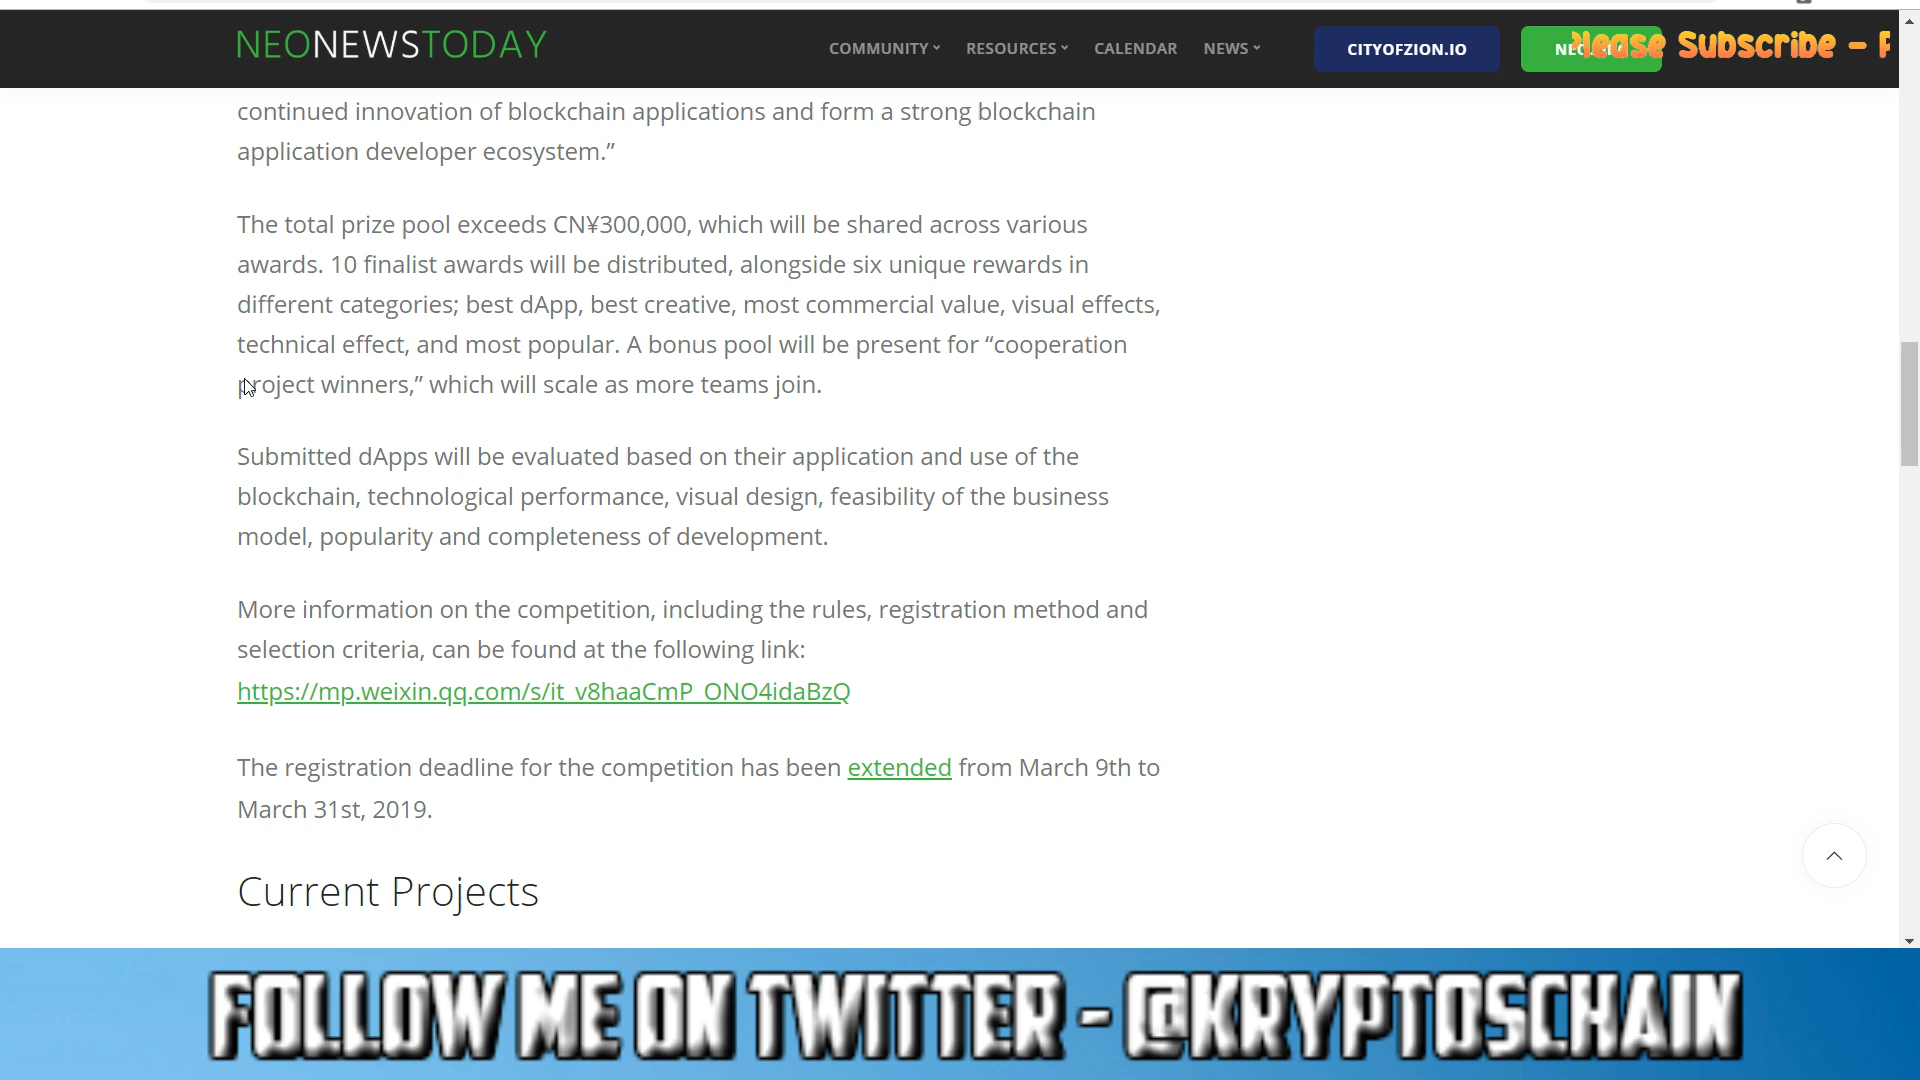 NEONEWSTODAY
COMMUNITY RESOURCES CALENDAR NEWS CITYOFZION.IO
Please Subscribe –
continued innovation of blockchain applications and form a strong blockchain
application developer ecosystem.”
The total prize pool exceeds CN¥300,000, which will be shared across various
awards. 10 finalist awards will be distributed, alongside six unique rewards in
different categories; best dApp, best creative, most commercial value, visual effects,
technical effect, and most popular. A bonus pool will be present for “cooperation
project winners,” which will scale as more teams join.
Submitted dApps will be evaluated based on their application and use of the
blockchain, technological performance, visual design, feasibility of the business
model, popularity and completeness of development.
More information on the competition, including the rules, registration method and
selection criteria, can be found at the following link:
https://mp.weixin.qq.com/s/it_v8haaCmP_ONO4idaBzQ
The registration deadline for the competition has been extended from March 9th to
March 31st, 2019.
Current Projects
FOLLOW ME ON TWITTER - @KRYPTOSCHAIN